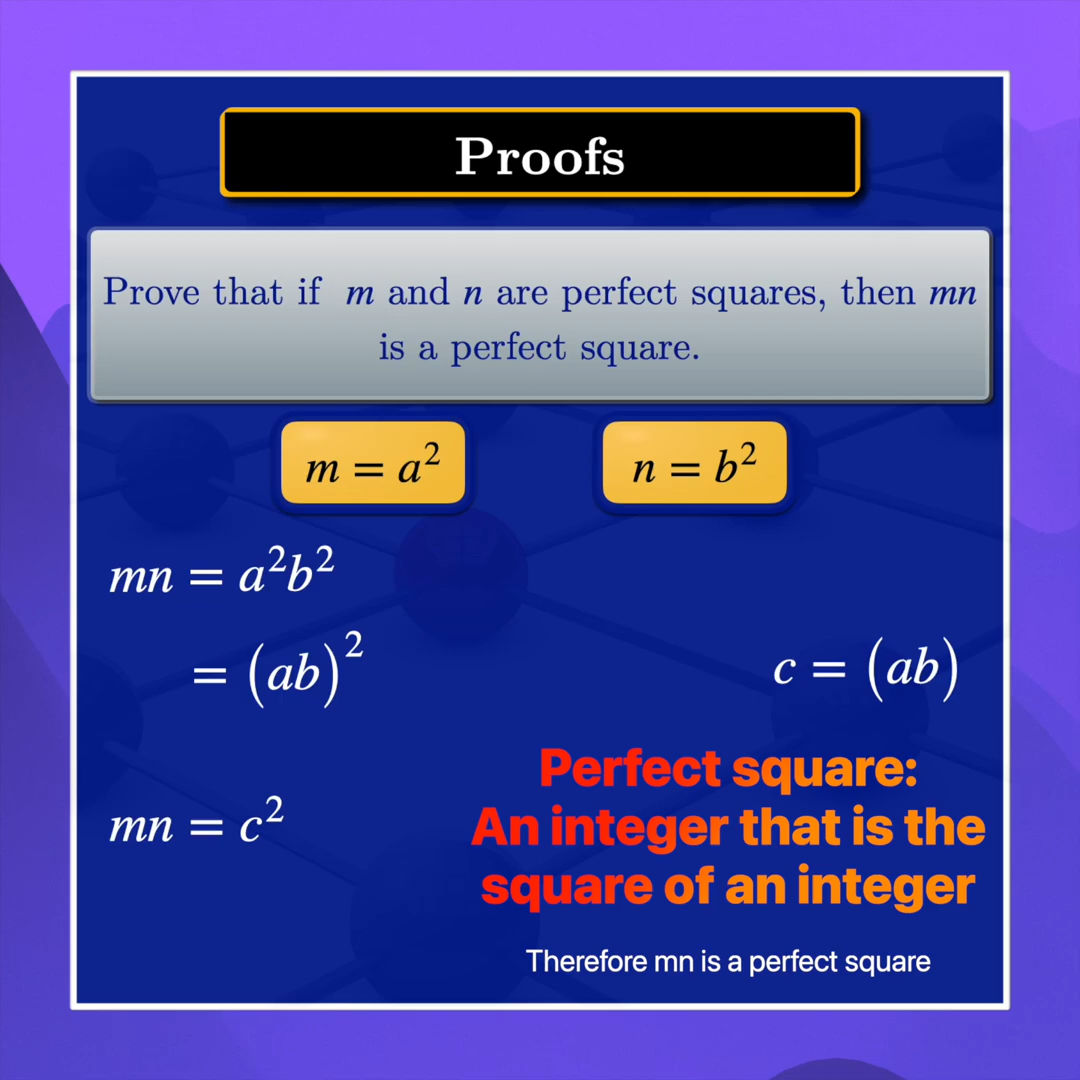 Proofs
Prove that if m and n are perfect squares, then mn
is a perfect square.
m = a²
n = b²
mn = a²b²
= (ab)²
c = (ab)
mn = c²
Perfect square:
An integer that is the
square of an integer
Therefore mn is a perfect square